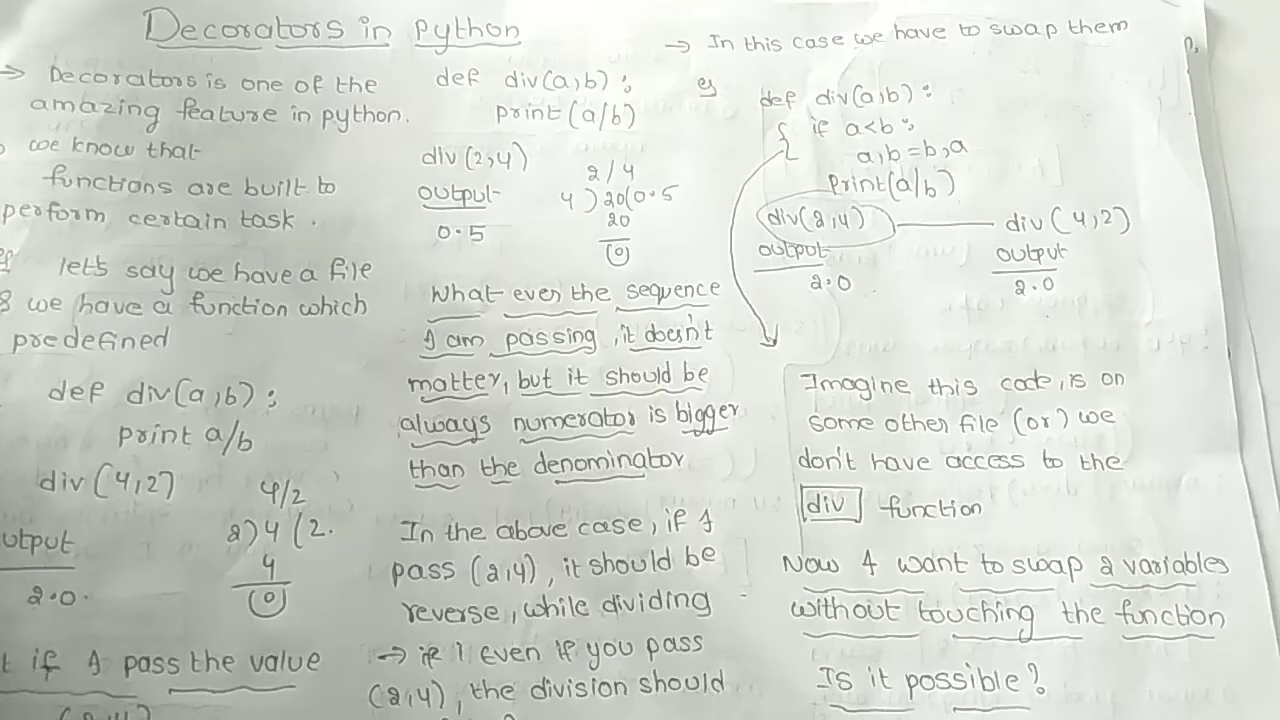 Decorators in python
→ Decorators is one of the
amazing feature in python.
we know that
functions are built to
perform certain task.
let's say we have a file
& we have a function which
predefined
def div(a,b):
print a/b
div(4,2)
4/2
2)4(2.
4
(0)
utput
2.0.
t if I pass the value
def div(a,b):
print(a/b)
div(2,4)
output
0.5
2/4
4)20(0.5
20
(0)
What ever the sequence
I am passing, it doesn't
matter, but it should be
always numerator is bigger
than the denominator
In the above case, if I
pass (2,4), it should be
reverse, while dividing
→ if I even if you pass
(2,4), the division should
→ In this case we have to swap them
eg
def div(a,b):
if a<b:
a,b=b,a
print(a/b)
div(2,4) div(4,2)
output output
2.0 2.0
Imagine this code, is on
some other file (or) we
don't have access to the
div function
Now I want to swap 2 variables
without touching the function
Is it possible?